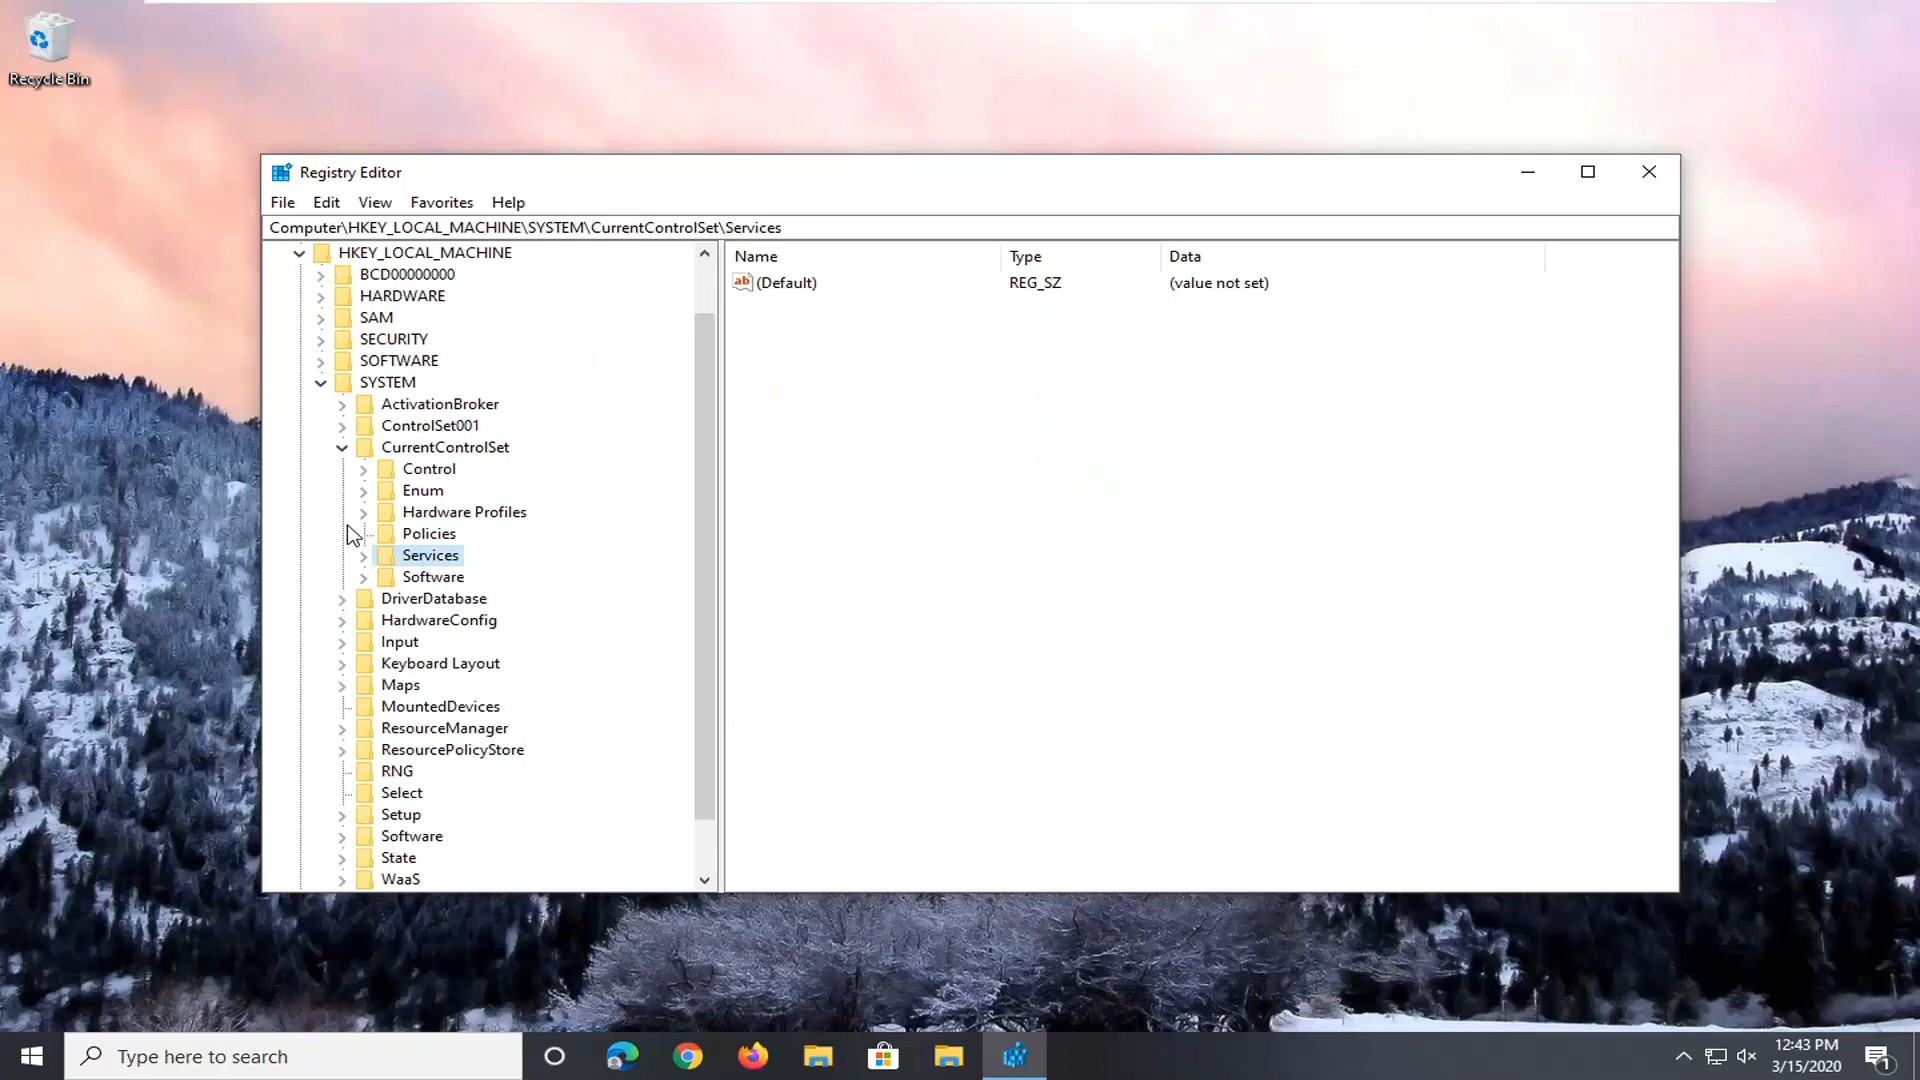 Recycle Bin
Registry Editor
File Edit View Favorites Help
Computer\HKEY_LOCAL_MACHINE\SYSTEM\CurrentControlSet\Services
HKEY_LOCAL_MACHINE
BCD00000000
HARDWARE
SAM
SECURITY
SOFTWARE
SYSTEM
ActivationBroker
ControlSet001
CurrentControlSet
Control
Enum
Hardware Profiles
Policies
Services
Software
DriverDatabase
HardwareConfig
Input
Keyboard Layout
Maps
MountedDevices
ResourceManager
ResourcePolicyStore
RNG
Select
Setup
Software
State
WaaS
Name Type Data
ab (Default) REG_SZ (value not set)
Type here to search
12:43 PM
3/15/2020
1